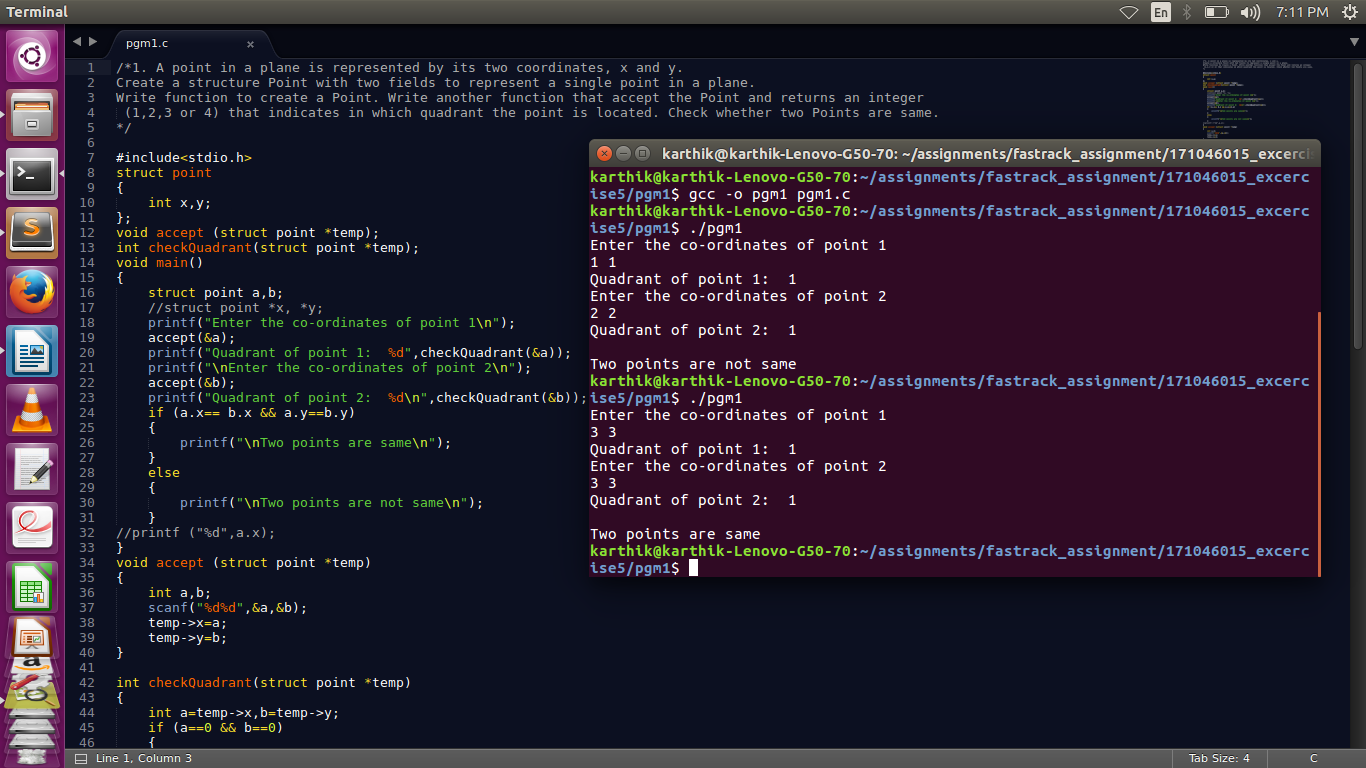 Terminal
En
7:11 PM
pgm1.c
1 /*1. A point in a plane is represented by its two coordinates, x and y.
2 Create a structure Point with two fields to represent a single point in a plane.
3 Write function to create a Point. Write another function that accept the Point and returns an integer
4  (1,2,3 or 4) that indicates in which quadrant the point is located. Check whether two Points are same.
5 */
6
7 #include<stdio.h>
8 struct point
9 {
10     int x,y;
11 };
12 void accept (struct point *temp);
13 int checkQuadrant(struct point *temp);
14 void main()
15 {
16     struct point a,b;
17     //struct point *x, *y;
18     printf("Enter the co-ordinates of point 1\n");
19     accept(&a);
20     printf("Quadrant of point 1:  %d",checkQuadrant(&a));
21     printf("\nEnter the co-ordinates of point 2\n");
22     accept(&b);
23     printf("Quadrant of point 2:  %d\n",checkQuadrant(&b));
24     if (a.x== b.x && a.y==b.y)
25     {
26         printf("\nTwo points are same\n");
27     }
28     else
29     {
30         printf("\nTwo points are not same\n");
31     }
32 //printf ("%d",a.x);
33 }
34 void accept (struct point *temp)
35 {
36     int a,b;
37     scanf("%d%d",&a,&b);
38     temp->x=a;
39     temp->y=b;
40 }
41
42 int checkQuadrant(struct point *temp)
43 {
44     int a=temp->x,b=temp->y;
45     if (a==0 && b==0)
46     {
karthik@karthik-Lenovo-G50-70: ~/assignments/fastrack_assignment/171046015_excerci
karthik@karthik-Lenovo-G50-70:~/assignments/fastrack_assignment/171046015_excerc
ise5/pgm1$ gcc -o pgm1 pgm1.c
karthik@karthik-Lenovo-G50-70:~/assignments/fastrack_assignment/171046015_excerc
ise5/pgm1$ ./pgm1
Enter the co-ordinates of point 1
1 1
Quadrant of point 1:  1
Enter the co-ordinates of point 2
2 2
Quadrant of point 2:  1

Two points are not same
karthik@karthik-Lenovo-G50-70:~/assignments/fastrack_assignment/171046015_excerc
ise5/pgm1$ ./pgm1
Enter the co-ordinates of point 1
3 3
Quadrant of point 1:  1
Enter the co-ordinates of point 2
3 3
Quadrant of point 2:  1

Two points are same
karthik@karthik-Lenovo-G50-70:~/assignments/fastrack_assignment/171046015_excerc
ise5/pgm1$
Line 1, Column 3
Tab Size: 4
C